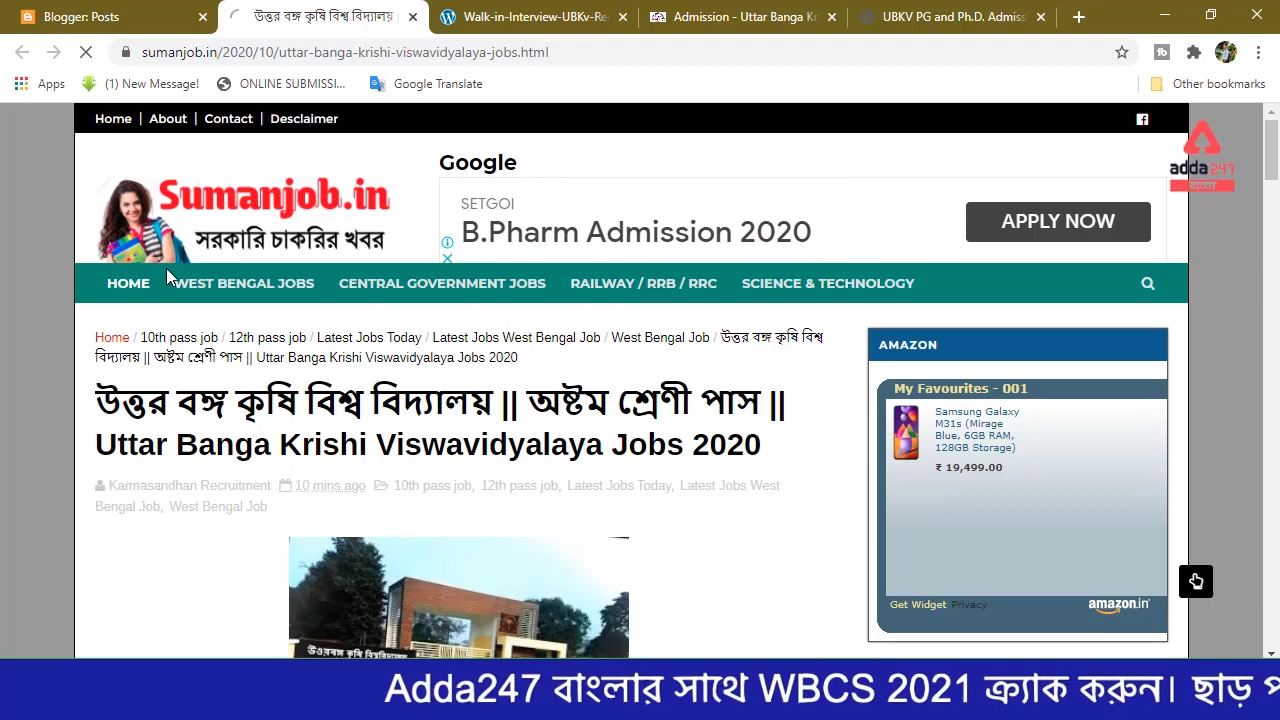 Blogger: Posts
উত্তর বঙ্গ কৃষি বিশ্ব বিদ্যালয় |
Walk-in-Interview-UBKv-Re
Admission - Uttar Banga Kr
UBKV PG and Ph.D. Admiss
sumanjob.in/2020/10/uttar-banga-krishi-viswavidyalaya-jobs.html
Apps
(1) New Message!
ONLINE SUBMISSI...
Google Translate
Other bookmarks
Home | About | Contact | Desclaimer
adda247
বাংলা
Sumanjob.in
সরকারি চাকরির খবর
Google
SETGOI
B.Pharm Admission 2020
APPLY NOW
HOME WEST BENGAL JOBS CENTRAL GOVERNMENT JOBS RAILWAY / RRB / RRC SCIENCE & TECHNOLOGY
Home / 10th pass job / 12th pass job / Latest Jobs Today / Latest Jobs West Bengal Job / West Bengal Job / উত্তর বঙ্গ কৃষি বিশ্ব
বিদ্যালয় || অষ্টম শ্রেণী পাস || Uttar Banga Krishi Viswavidyalaya Jobs 2020
উত্তর বঙ্গ কৃষি বিশ্ব বিদ্যালয় || অষ্টম শ্রেণী পাস ||
Uttar Banga Krishi Viswavidyalaya Jobs 2020
Karmasandhan Recruitment 10 mins ago 10th pass job, 12th pass job, Latest Jobs Today, Latest Jobs West
Bengal Job, West Bengal Job
AMAZON
My Favourites - 001
Samsung Galaxy
M31s (Mirage
Blue, 6GB RAM,
128GB Storage)
₹ 19,499.00
Get Widget Privacy
amazon.in
উওরবঙ্গ কৃষি বিশ্ববিদ্যালয়
Adda247 বাংলার সাথে WBCS 2021 ক্র্যাক করুন। ছাড় প